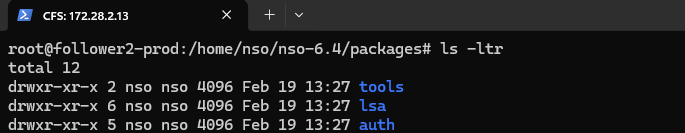 CFS: 172.28.2.13
root@follower2-prod:/home/nso/nso-6.4/packages# ls -ltr
total 12
drwxr-xr-x 2 nso nso 4096 Feb 19 13:27 tools
drwxr-xr-x 6 nso nso 4096 Feb 19 13:27 lsa
drwxr-xr-x 5 nso nso 4096 Feb 19 13:27 auth